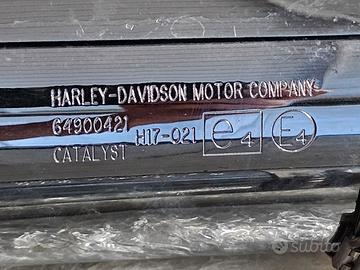 HARLEY-DAVIDSON MOTOR COMPANY
64900421 H17-021 e4 E4
CATALYST
subito